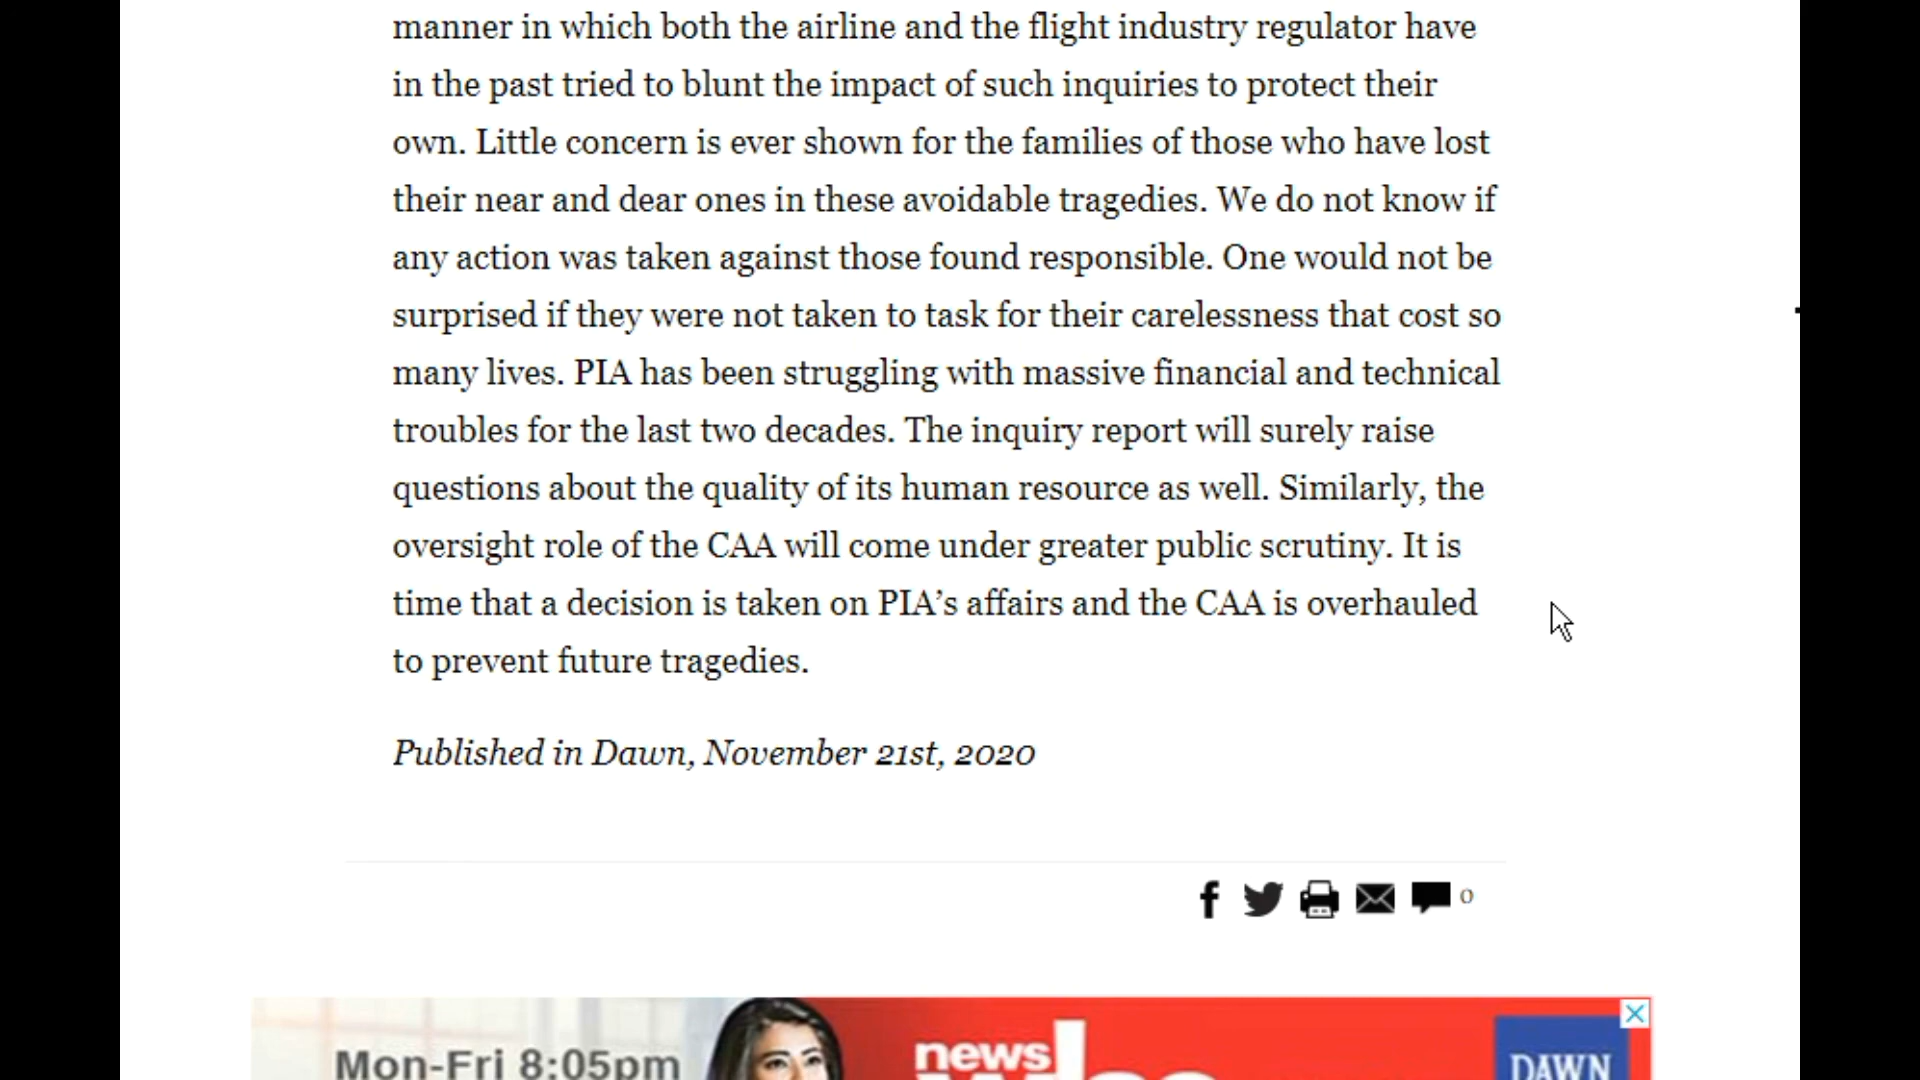 manner in which both the airline and the flight industry regulator have
in the past tried to blunt the impact of such inquiries to protect their
own. Little concern is ever shown for the families of those who have lost
their near and dear ones in these avoidable tragedies. We do not know if
any action was taken against those found responsible. One would not be
surprised if they were not taken to task for their carelessness that cost so
many lives. PIA has been struggling with massive financial and technical
troubles for the last two decades. The inquiry report will surely raise
questions about the quality of its human resource as well. Similarly, the
oversight role of the CAA will come under greater public scrutiny. It is
time that a decision is taken on PIA’s affairs and the CAA is overhauled
to prevent future tragedies.
Published in Dawn, November 21st, 2020
0
Mon-Fri 8:05pm
news
DAWN